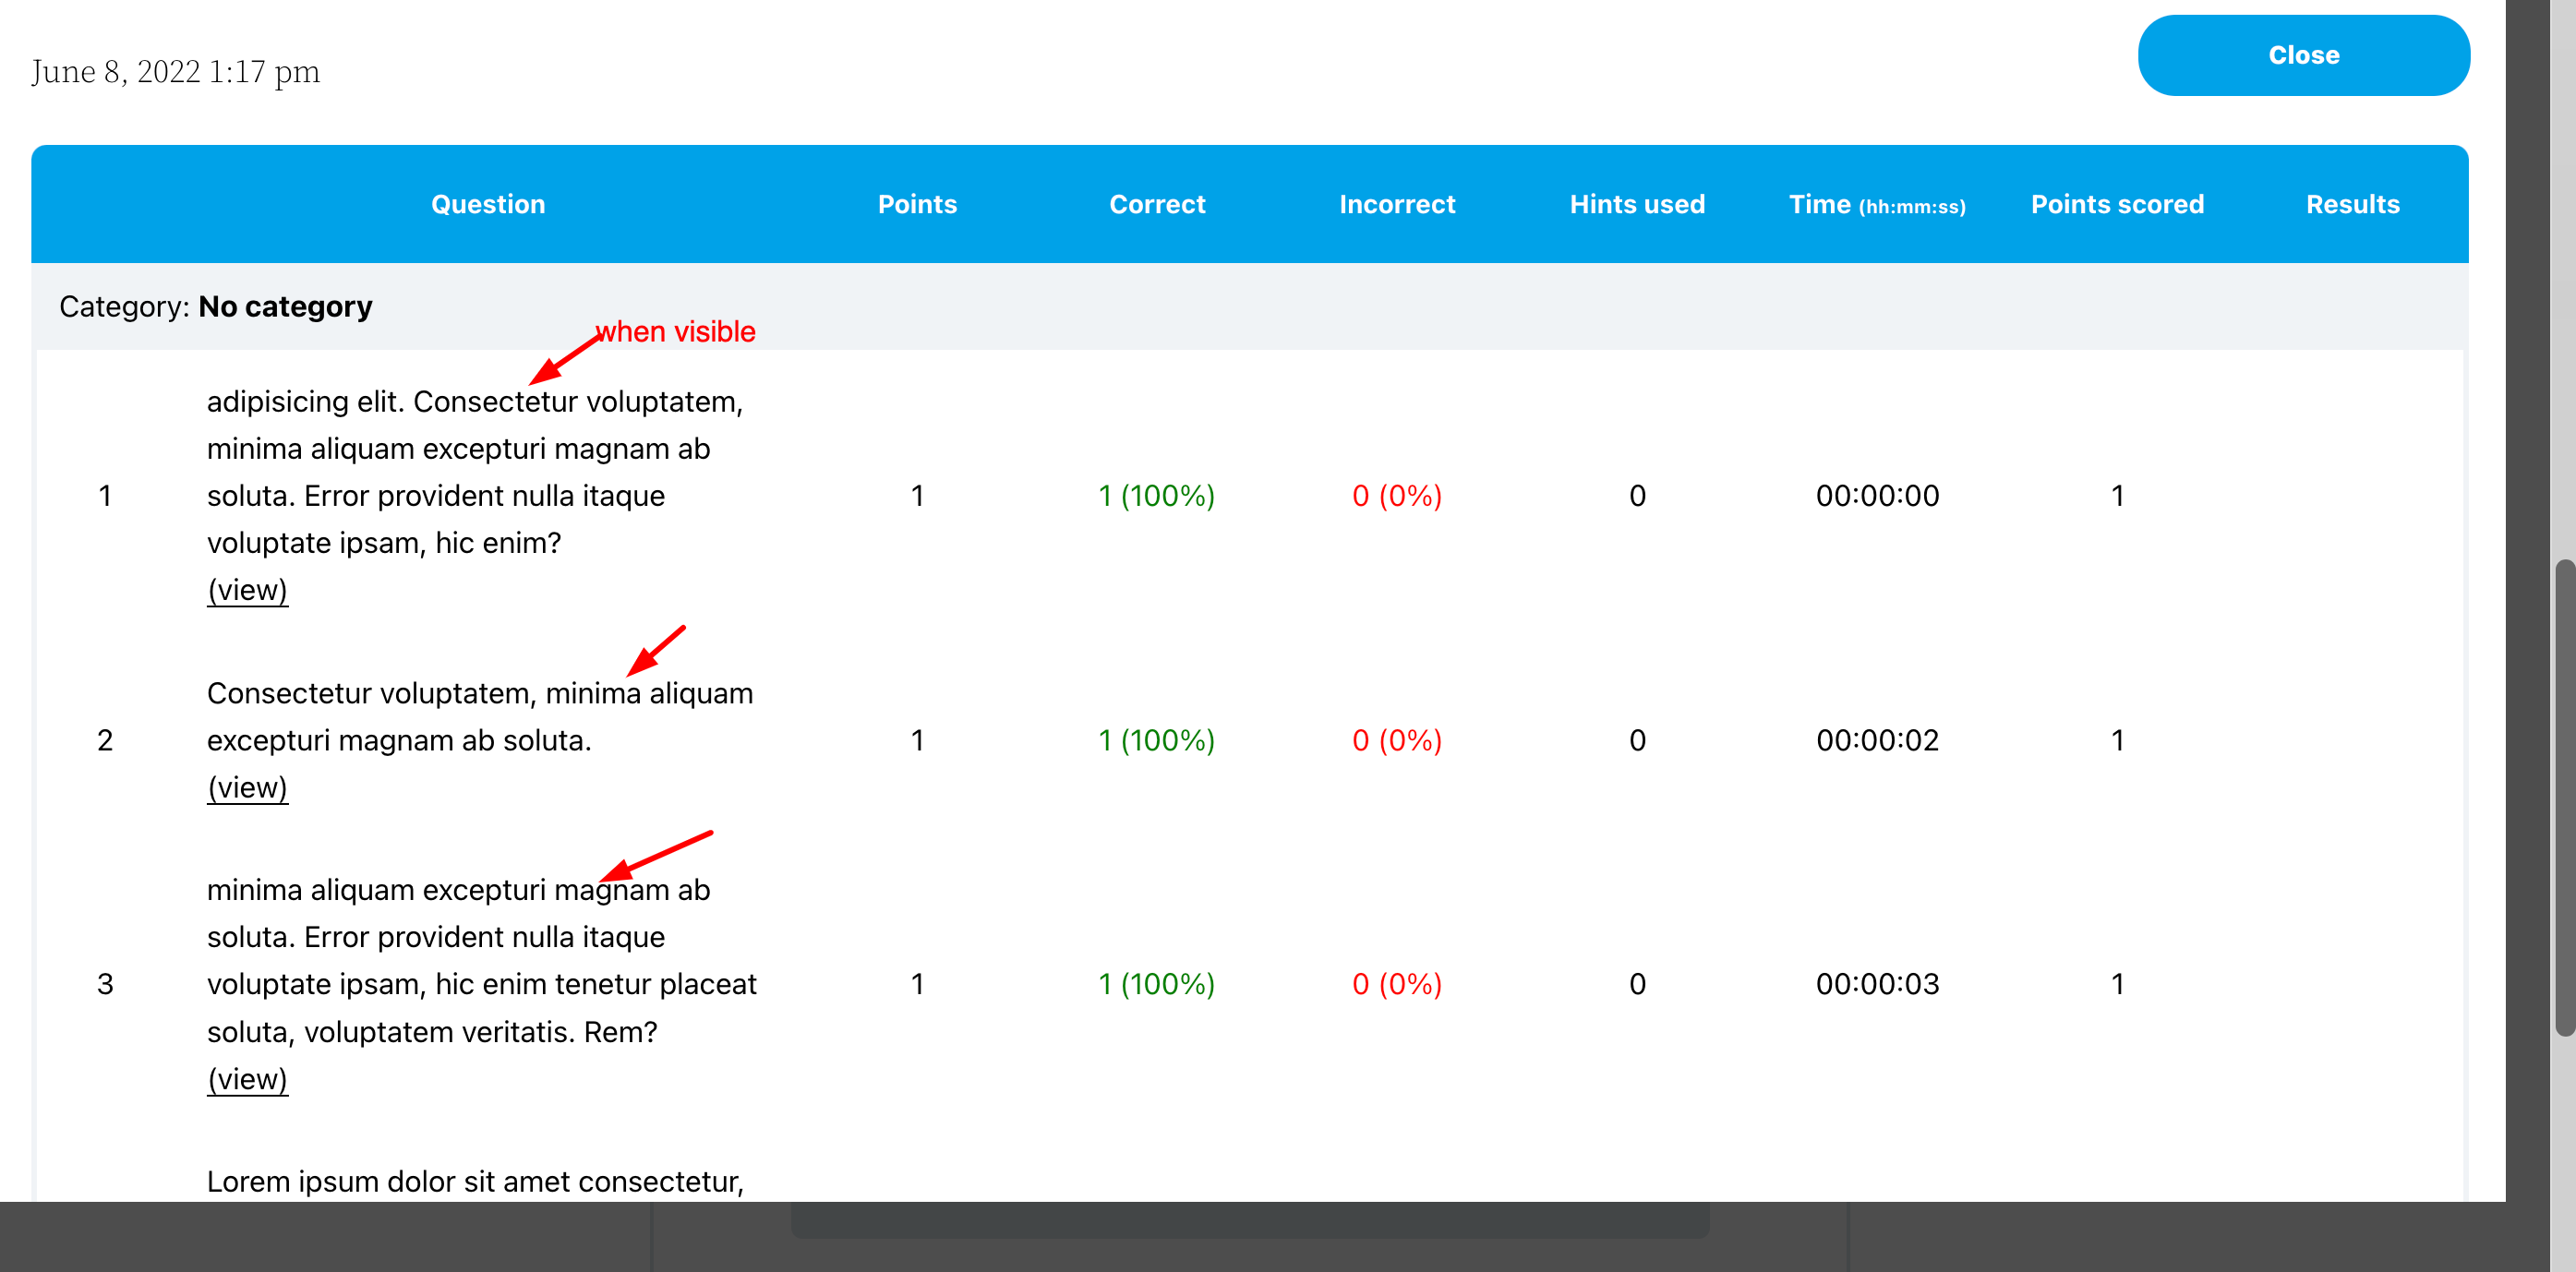 June 8, 2022 1:17 pm
Close
Question Points Correct Incorrect Hints used Time (hh:mm:ss) Points scored Results
Category: No category
when visible
adipisicing elit. Consectetur voluptatem,
minima aliquam excepturi magnam ab
1 soluta. Error provident nulla itaque 1 1 (100%) 0 (0%) 0 00:00:00 1
voluptate ipsam, hic enim?
(view)
Consectetur voluptatem, minima aliquam
2 excepturi magnam ab soluta. 1 1 (100%) 0 (0%) 0 00:00:02 1
(view)
minima aliquam excepturi magnam ab
soluta. Error provident nulla itaque
3 voluptate ipsam, hic enim tenetur placeat 1 1 (100%) 0 (0%) 0 00:00:03 1
soluta, voluptatem veritatis. Rem?
(view)
Lorem ipsum dolor sit amet consectetur,